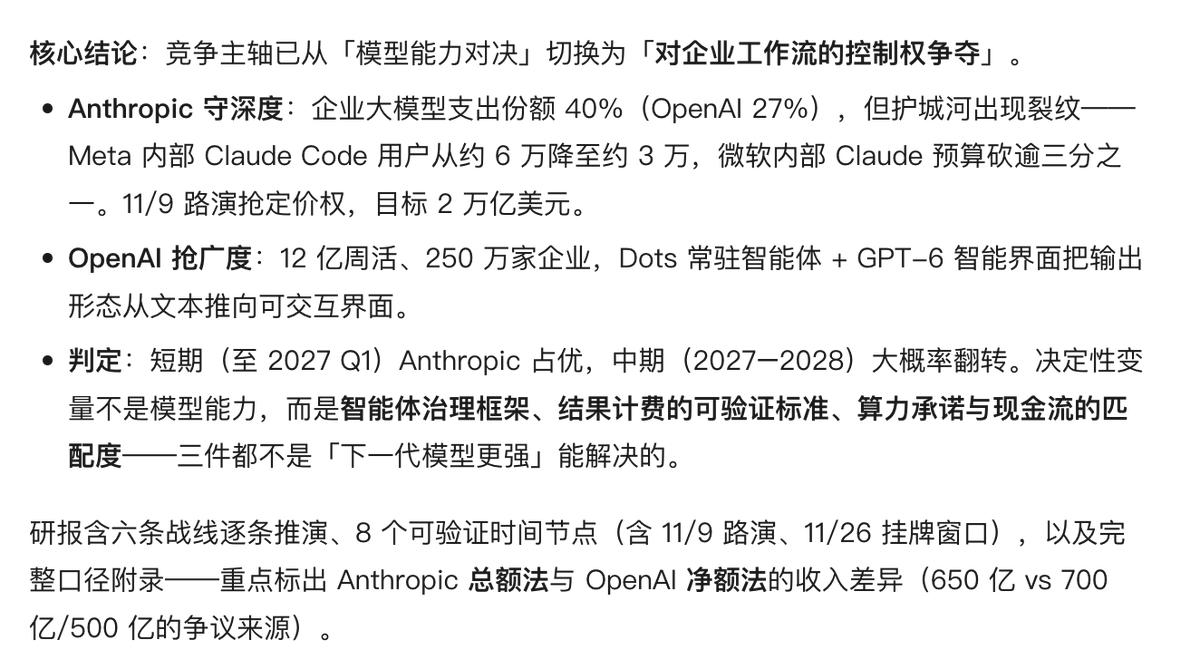 核心结论：竞争主轴已从「模型能力对决」切换为「对企业工作流的控制权争夺」。
• Anthropic 守深度：企业大模型支出份额 40%（OpenAI 27%），但护城河出现裂纹——
Meta 内部 Claude Code 用户从约 6 万降至约 3 万，微软内部 Claude 预算砍逾三分之
一。11/9 路演抢定价权，目标 2 万亿美元。
• OpenAI 抢广度：12 亿周活、250 万家企业，Dots 常驻智能体 + GPT-6 智能界面把输出
形态从文本推向可交互界面。
• 判定：短期（至 2027 Q1）Anthropic 占优，中期（2027—2028）大概率翻转。决定性变
量不是模型能力，而是智能体治理框架、结果计费的可验证标准、算力承诺与现金流的匹
配度——三件都不是「下一代模型更强」能解决的。
研报含六条战线逐条推演、8 个可验证时间节点（含 11/9 路演、11/26 挂牌窗口），以及完
整口径附录——重点标出 Anthropic 总额法与 OpenAI 净额法的收入差异（650 亿 vs 700
亿/500 亿的争议来源）。